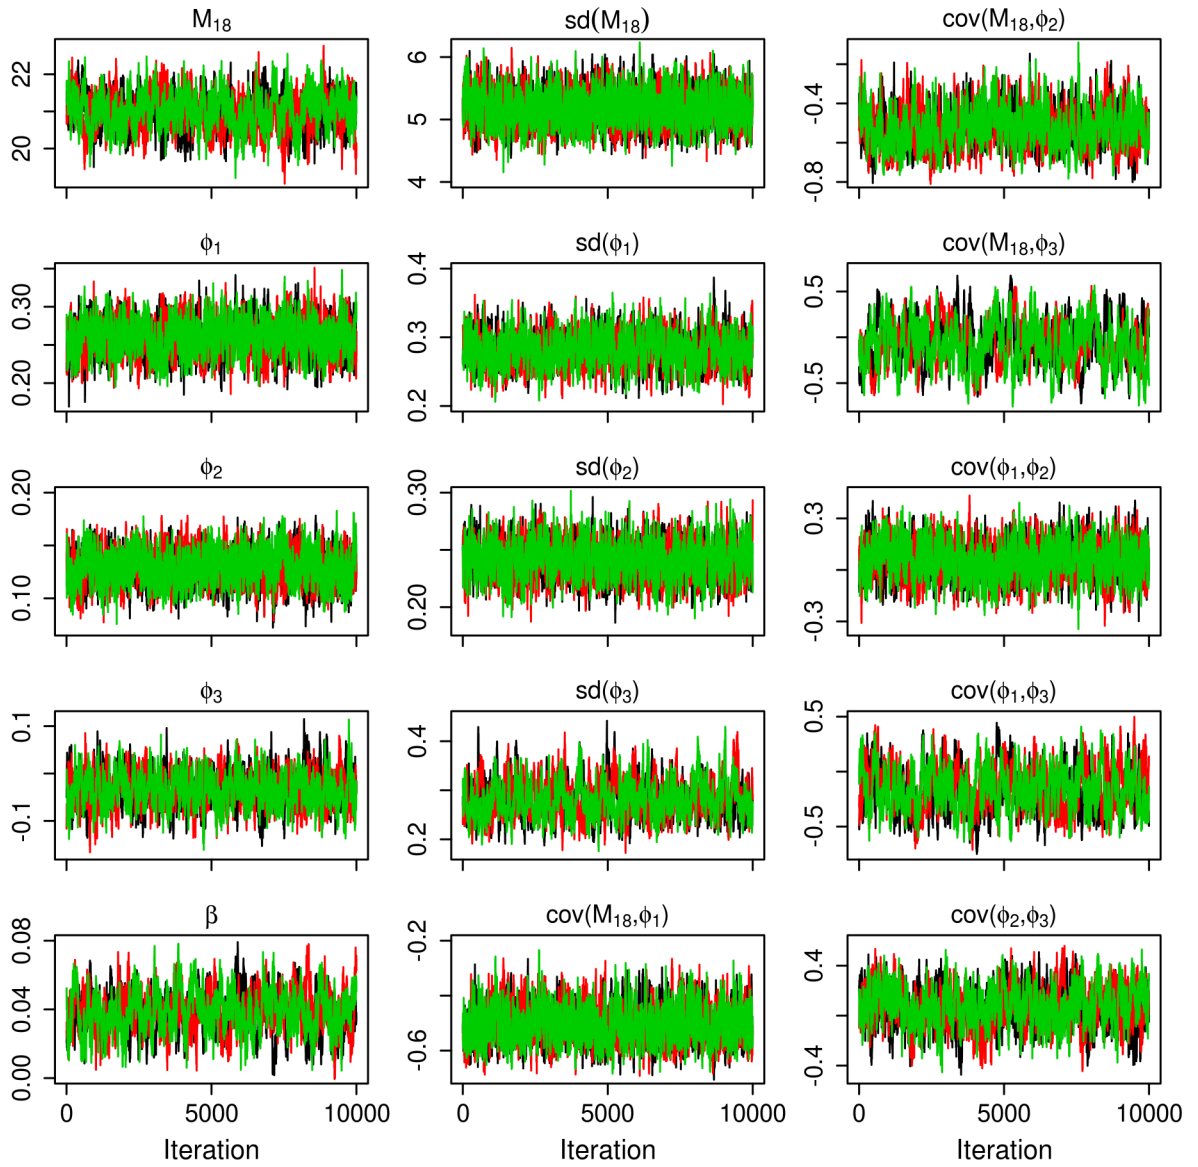 M₁₈ sd(M₁₈) cov(M₁₈,ϕ₂)
20 22
4 5 6
-0.8 -0.4
ϕ₁ sd(ϕ₁) cov(M₁₈,ϕ₃)
0.20 0.30
0.2 0.3 0.4
-0.5 0.5
ϕ₂ sd(ϕ₂) cov(ϕ₁,ϕ₂)
0.10 0.20
0.20 0.30
-0.3 0.3
ϕ₃ sd(ϕ₃) cov(ϕ₁,ϕ₃)
-0.1 0.1
0.2 0.4
-0.5 0.5
β cov(M₁₈,ϕ₁) cov(ϕ₂,ϕ₃)
0.00 0.04 0.08
-0.6 -0.2
-0.4 0.4
0 5000 10000 0 5000 10000 0 5000 10000
Iteration Iteration Iteration